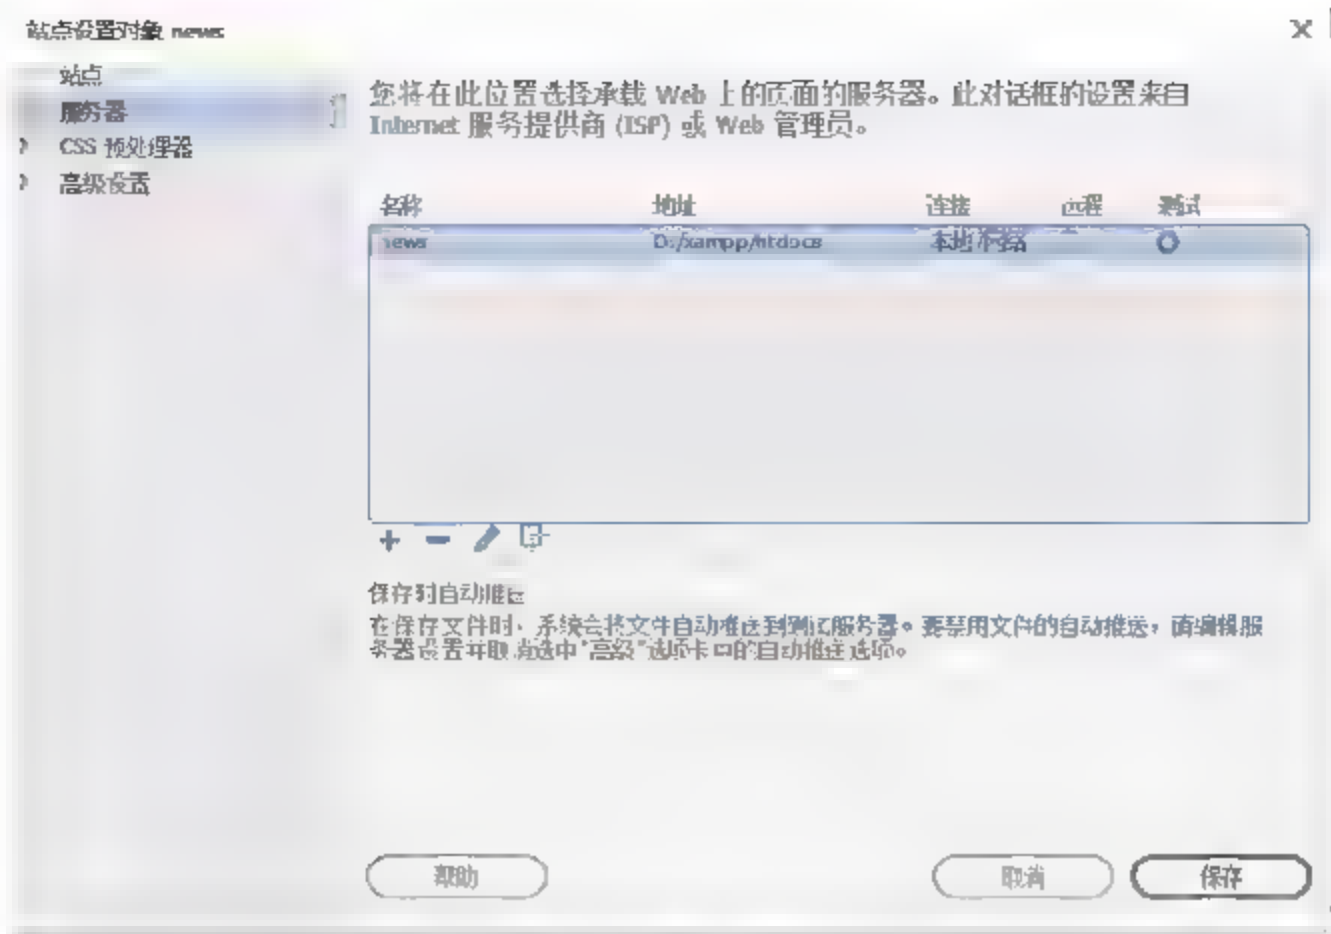 站点设置对象 news
站点
服务器
CSS 预处理器
高级设置
您将在此位置选择承载 Web 上的页面的服务器。此对话框的设置来自
Internet 服务提供商 (ISP) 或 Web 管理员。
名称 地址 连接 远程 测试
news D:/xampp/htdocs 本地/网络
保存时自动推送
在保存文件时，系统会将文件自动推送到测试服务器。要禁用文件的自动推送，请编辑服
务器设置并取消选中"高级"选项卡中的自动推送选项。
帮助 取消 保存